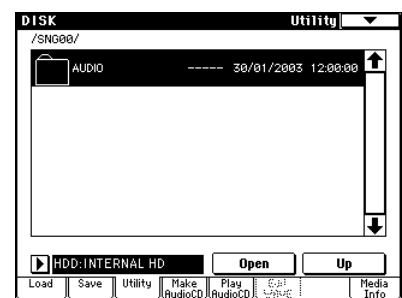 DISK Utility
/SNG00/
AUDIO ----- 30/01/2003 12:00:00
HDD:INTERNAL HD Open Up
Load Save Utility Make AudioCD Play AudioCD Media Info